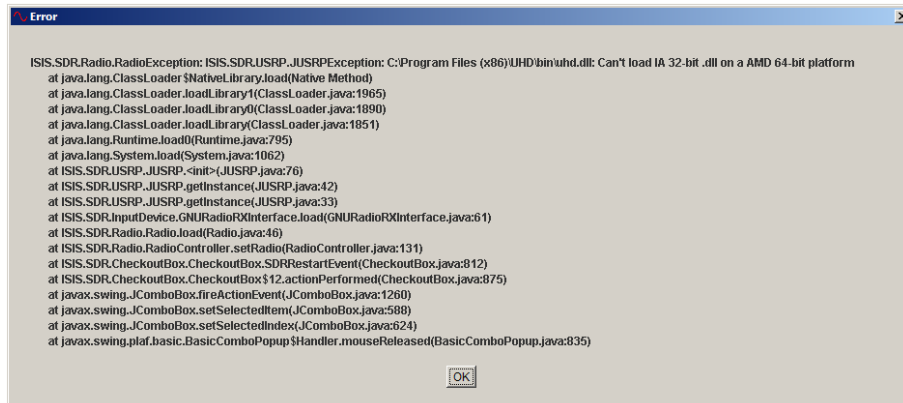 Error
ISIS.SDR.Radio.RadioException: ISIS.SDR.USRP.JUSRPException: C:\Program Files (x86)\UHD\bin\uhd.dll: Can't load IA 32-bit .dll on a AMD 64-bit platform
at java.lang.ClassLoader$NativeLibrary.load(Native Method)
at java.lang.ClassLoader.loadLibrary1(ClassLoader.java:1965)
at java.lang.ClassLoader.loadLibrary0(ClassLoader.java:1890)
at java.lang.ClassLoader.loadLibrary(ClassLoader.java:1851)
at java.lang.Runtime.load0(Runtime.java:795)
at java.lang.System.load(System.java:1062)
at ISIS.SDR.USRP.JUSRP.<init>(JUSRP.java:76)
at ISIS.SDR.USRP.JUSRP.getInstance(JUSRP.java:42)
at ISIS.SDR.USRP.JUSRP.getInstance(JUSRP.java:33)
at ISIS.SDR.InputDevice.GNURadioRXInterface.load(GNURadioRXInterface.java:61)
at ISIS.SDR.Radio.Radio.load(Radio.java:46)
at ISIS.SDR.Radio.RadioController.setRadio(RadioController.java:131)
at ISIS.SDR.CheckoutBox.CheckoutBox.SDRRestartEvent(CheckoutBox.java:812)
at ISIS.SDR.CheckoutBox.CheckoutBox$12.actionPerformed(CheckoutBox.java:875)
at javax.swing.JComboBox.fireActionEvent(JComboBox.java:1260)
at javax.swing.JComboBox.setSelectedItem(JComboBox.java:588)
at javax.swing.JComboBox.setSelectedIndex(JComboBox.java:624)
at javax.swing.plaf.basic.BasicComboPopup$Handler.mouseReleased(BasicComboPopup.java:835)
OK